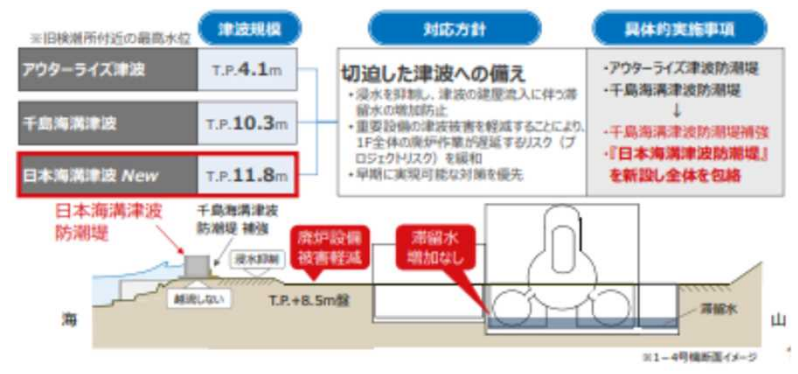 ※旧検潮所付近の最高水位
津波規模
対応方針
具体的実施事項
アウターライズ津波
T.P.4.1m
千島海溝津波
T.P.10.3m
日本海溝津波 New
T.P.11.8m
切迫した津波への備え
・浸水を抑制し、津波の建屋流入に伴う滞
留水の増加防止
・重要設備の津波被害を軽減することにより、
1F全体の廃炉作業が遅延するリスク（プ
ロジェクトリスク）を緩和
・早期に実現可能な対策を優先
・アウターライズ津波防潮堤
・千島海溝津波防潮堤
↓
・千島海溝津波防潮堤補強
・『日本海溝津波防潮堤』
を新設し全体を包絡
日本海溝津波
防潮堤
千島海溝津波
防潮堤 補強
浸水抑制
廃炉設備
被害軽減
滞留水
増加なし
越流しない
T.P.+8.5m盤
滞留水
海
山
※1－4号機断面イメージ